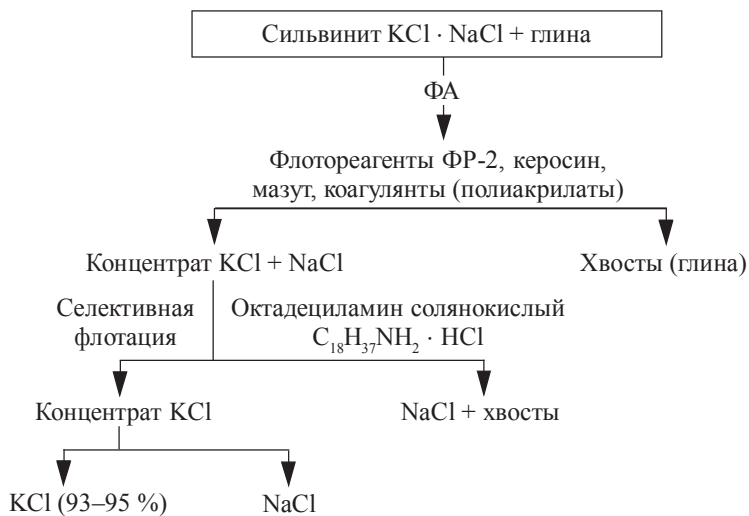 Сильвинит KCl · NaCl + глина
ФА
Флотореагенты ФР-2, керосин,
мазут, коагулянты (полиакрилаты)
Концентрат KCl + NaCl
Хвосты (глина)
Селективная
флотация
Октадециламин солянокислый
C₁₈H₃₇NH₂ · HCl
Концентрат KCl
NaCl + хвосты
KCl (93–95 %)
NaCl